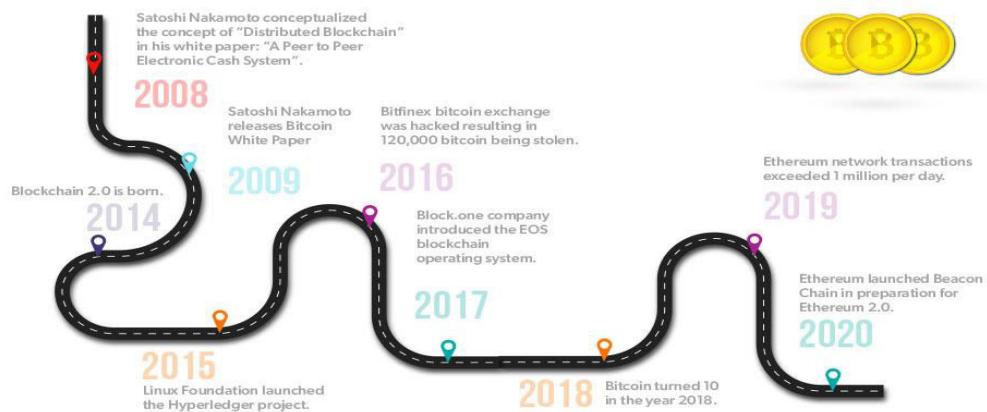 Satoshi Nakamoto conceptualized
the concept of “Distributed Blockchain”
in his white paper: “A Peer to Peer
Electronic Cash System”.
2008
Satoshi Nakamoto
releases Bitcoin
White Paper
2009
Blockchain 2.0 is born.
2014
2015
Linux Foundation launched
the Hyperledger project.
Bitfinex bitcoin exchange
was hacked resulting in
120,000 bitcoin being stolen.
2016
Block.one company
introduced the EOS
blockchain
operating system.
2017
2018
Bitcoin turned 10
in the year 2018.
Ethereum network transactions
exceeded 1 million per day.
2019
Ethereum launched Beacon
Chain in preparation for
Ethereum 2.0.
2020